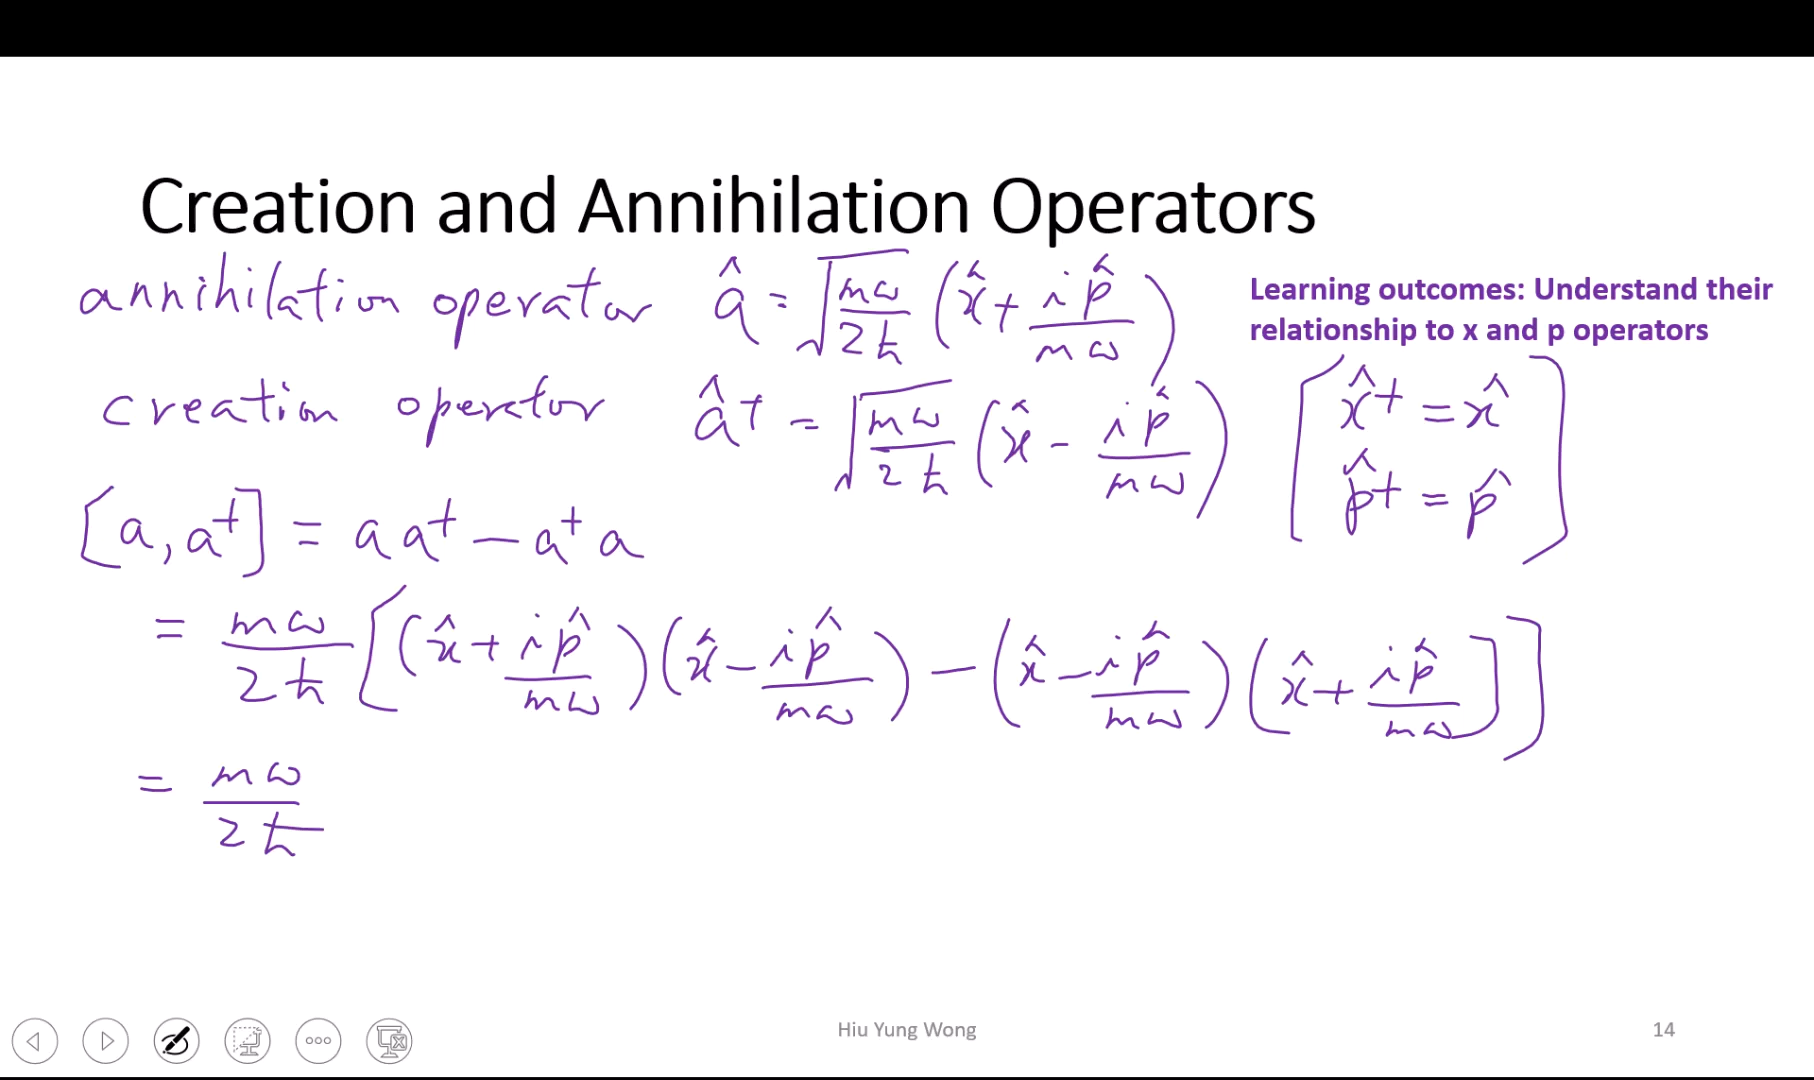 Creation and Annihilation Operators
annihilation operator â = √(mω/2ħ) (x̂ + ip̂/mω)
Learning outcomes: Understand their
relationship to x and p operators
creation operator â† = √(mω/2ħ) (x̂ - ip̂/mω)
[x̂† = x̂
p̂† = p̂]
[a, a†] = aa† - a†a
= mω/2ħ [(x̂ + ip̂/mω)(x̂ - ip̂/mω) - (x̂ - ip̂/mω)(x̂ + ip̂/mω)]
= mω/2ħ
Hiu Yung Wong
14